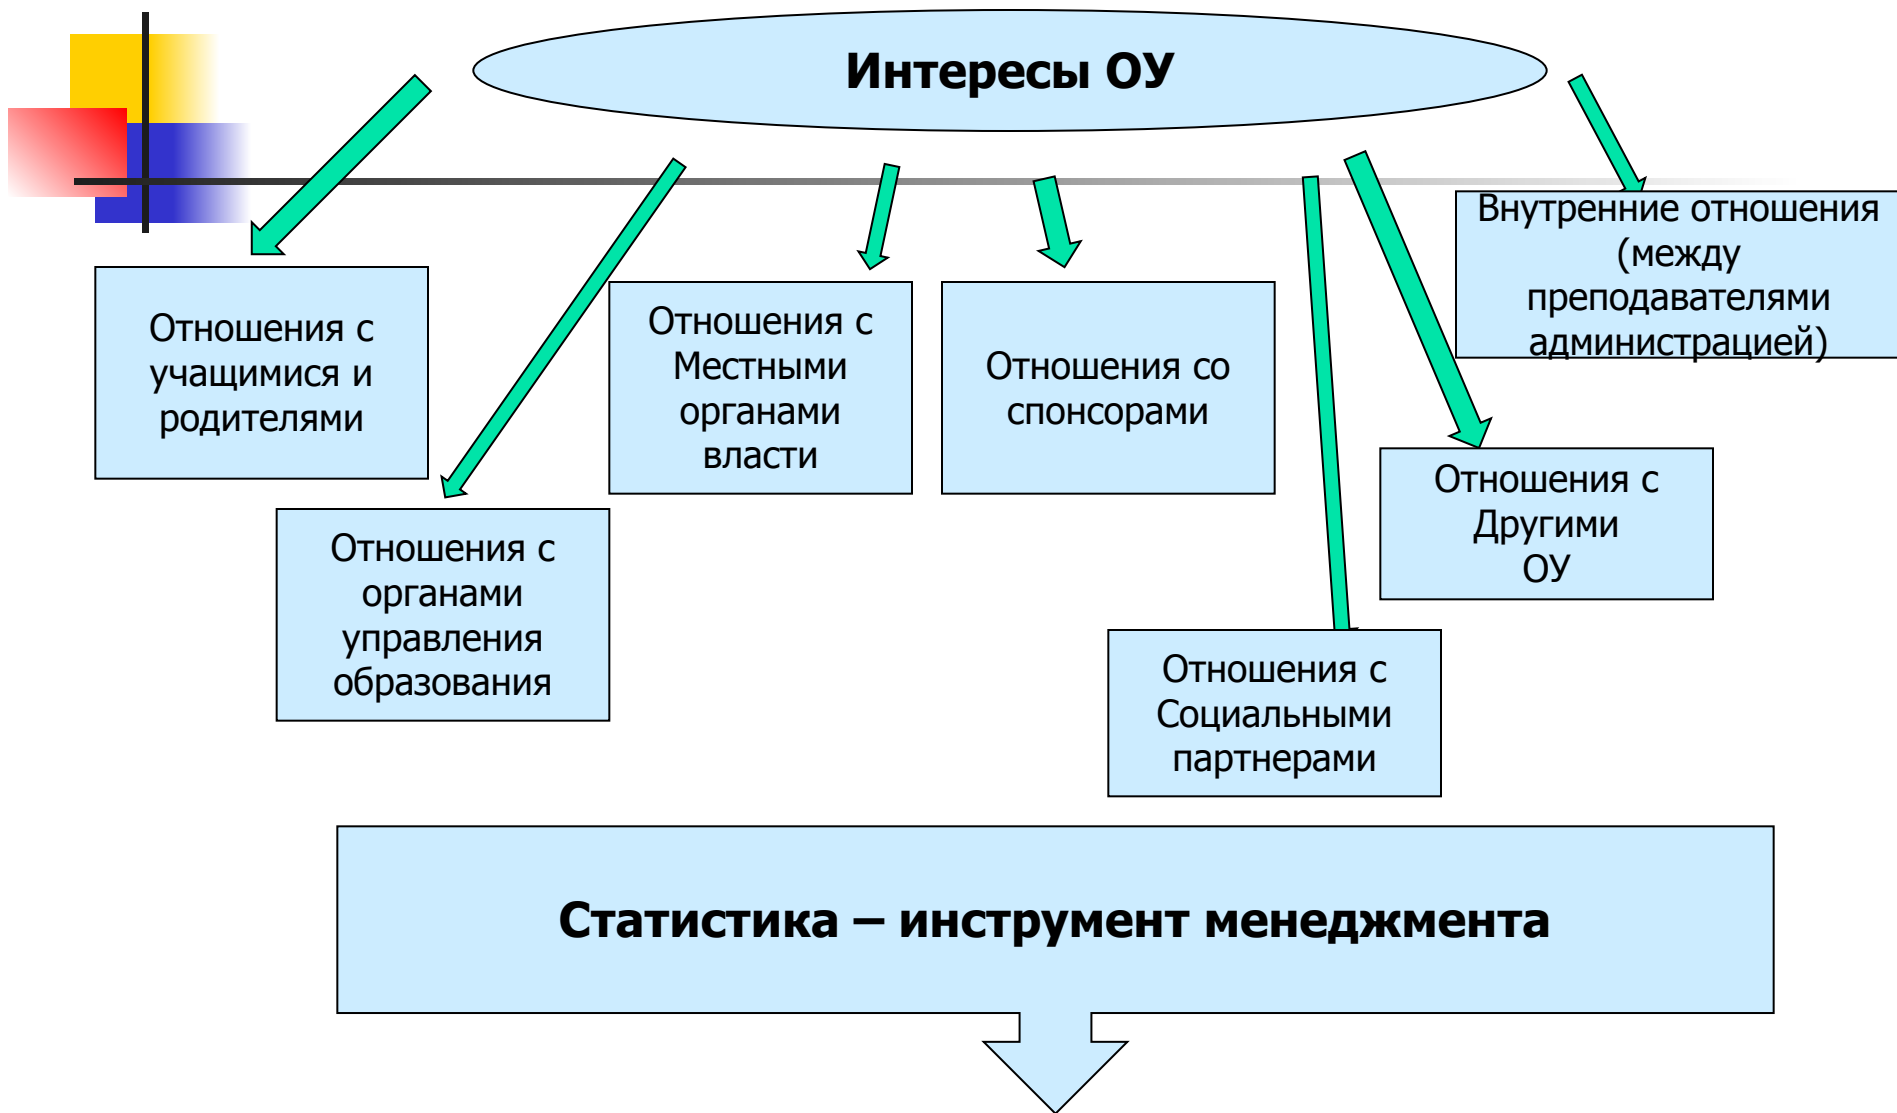 Интересы ОУ
Отношения с
учащимися и
родителями
Отношения с
органами
управления
образования
Отношения с
Местными
органами
власти
Отношения со
спонсорами
Отношения с
Социальными
партнерами
Отношения с
Другими
ОУ
Внутренние отношения
(между
преподавателями
администрацией)
Статистика – инструмент менеджмента